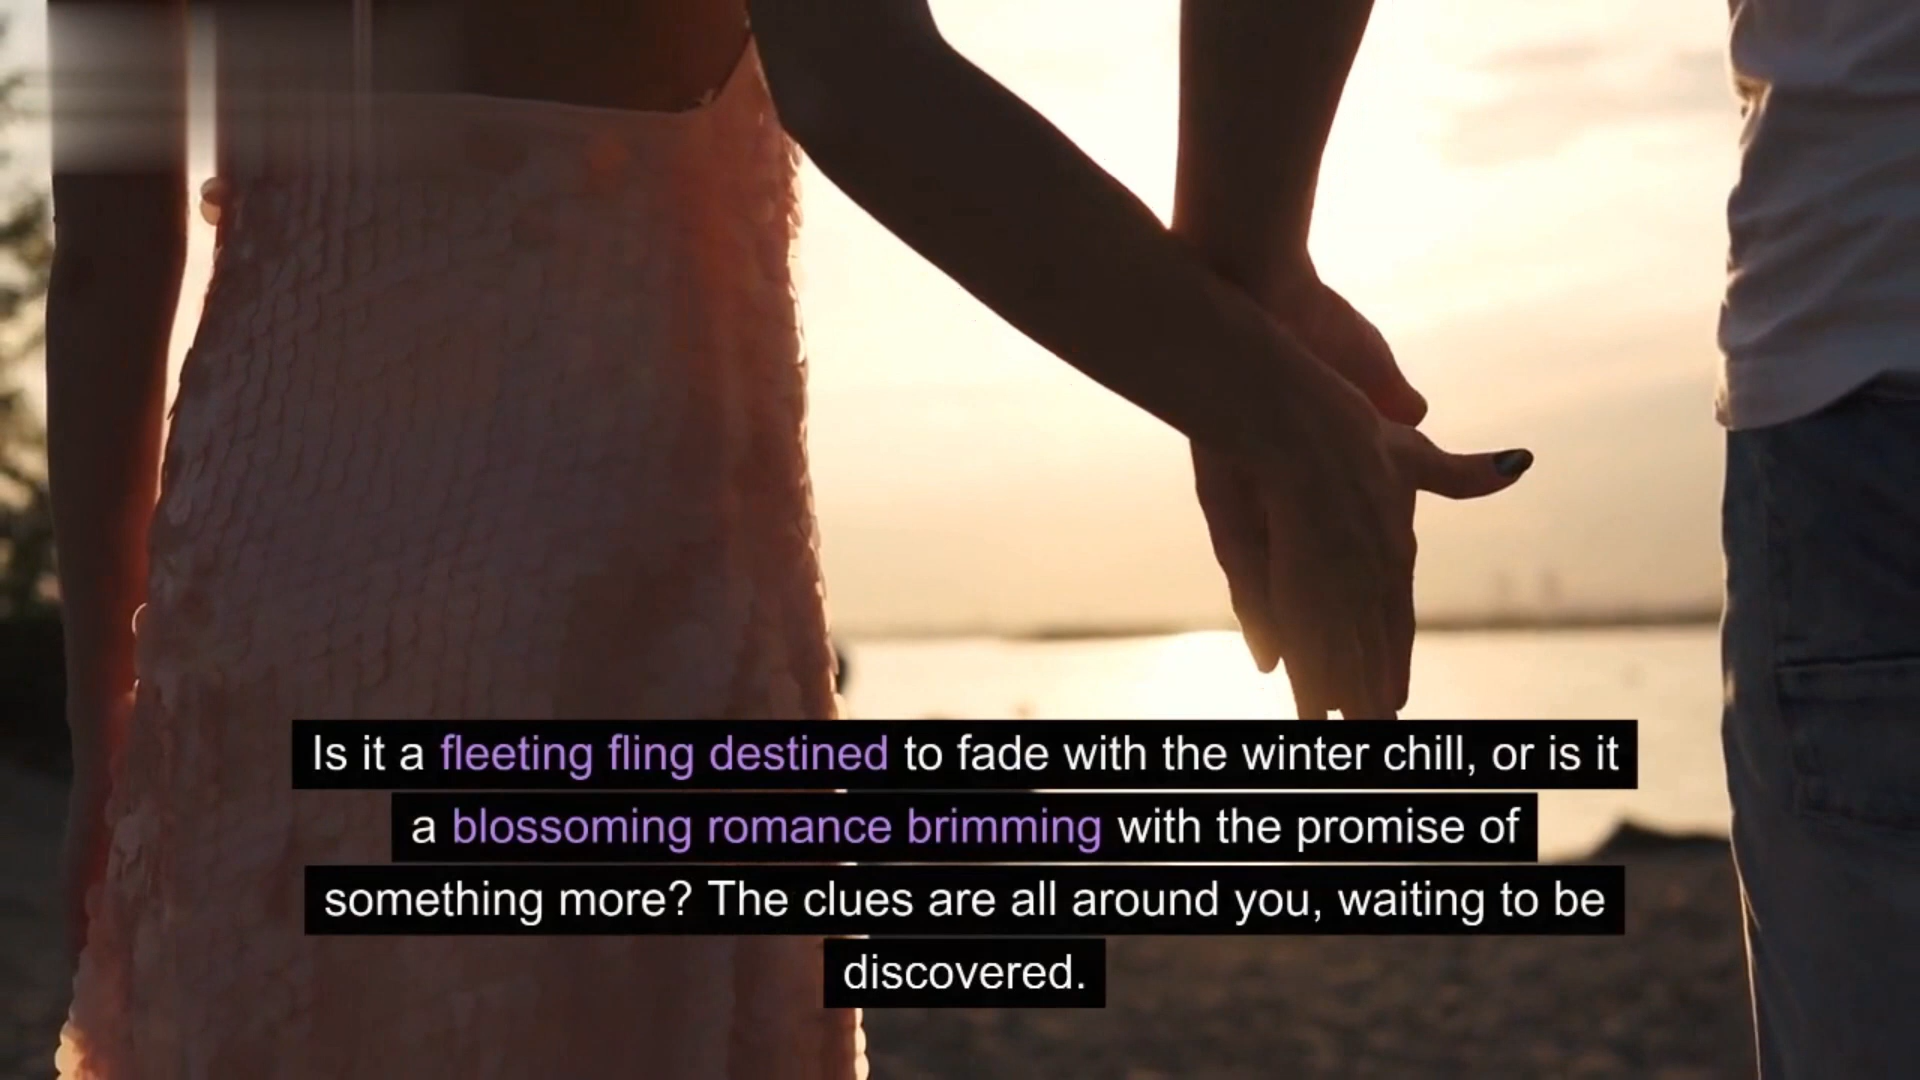 Is it a fleeting fling destined to fade with the winter chill, or is it
a blossoming romance brimming with the promise of
something more? The clues are all around you, waiting to be
discovered.